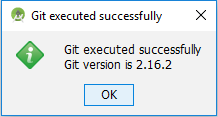 Git executed successfully
Git executed successfully
Git version is 2.16.2
OK